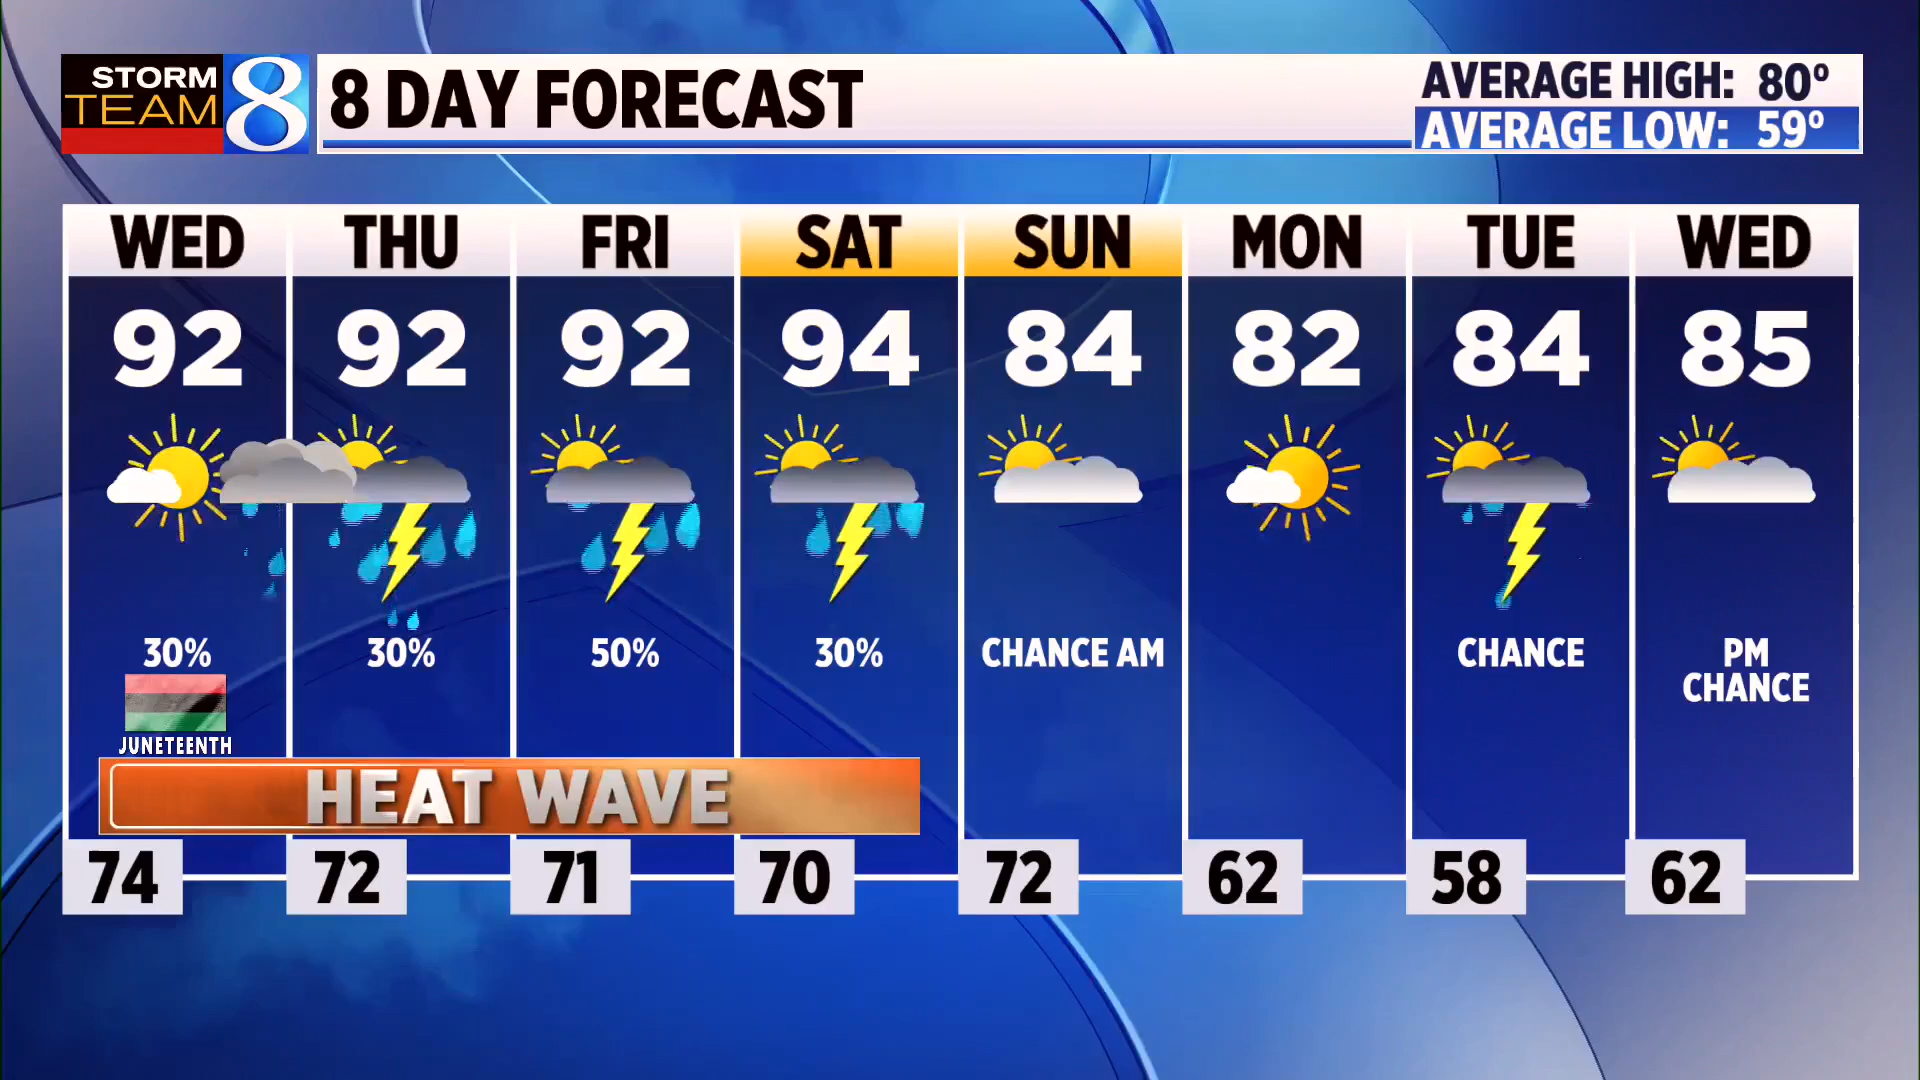 STORM
TEAM
8
8 DAY FORECAST
AVERAGE HIGH: 80°
AVERAGE LOW: 59°
WED THU FRI SAT SUN MON TUE WED
92 92 92 94 84 82 84 85
30% 30% 50% 30% CHANCE AM CHANCE PM
CHANCE
JUNETEENTH
HEAT WAVE
74 72 71 70 72 62 58 62